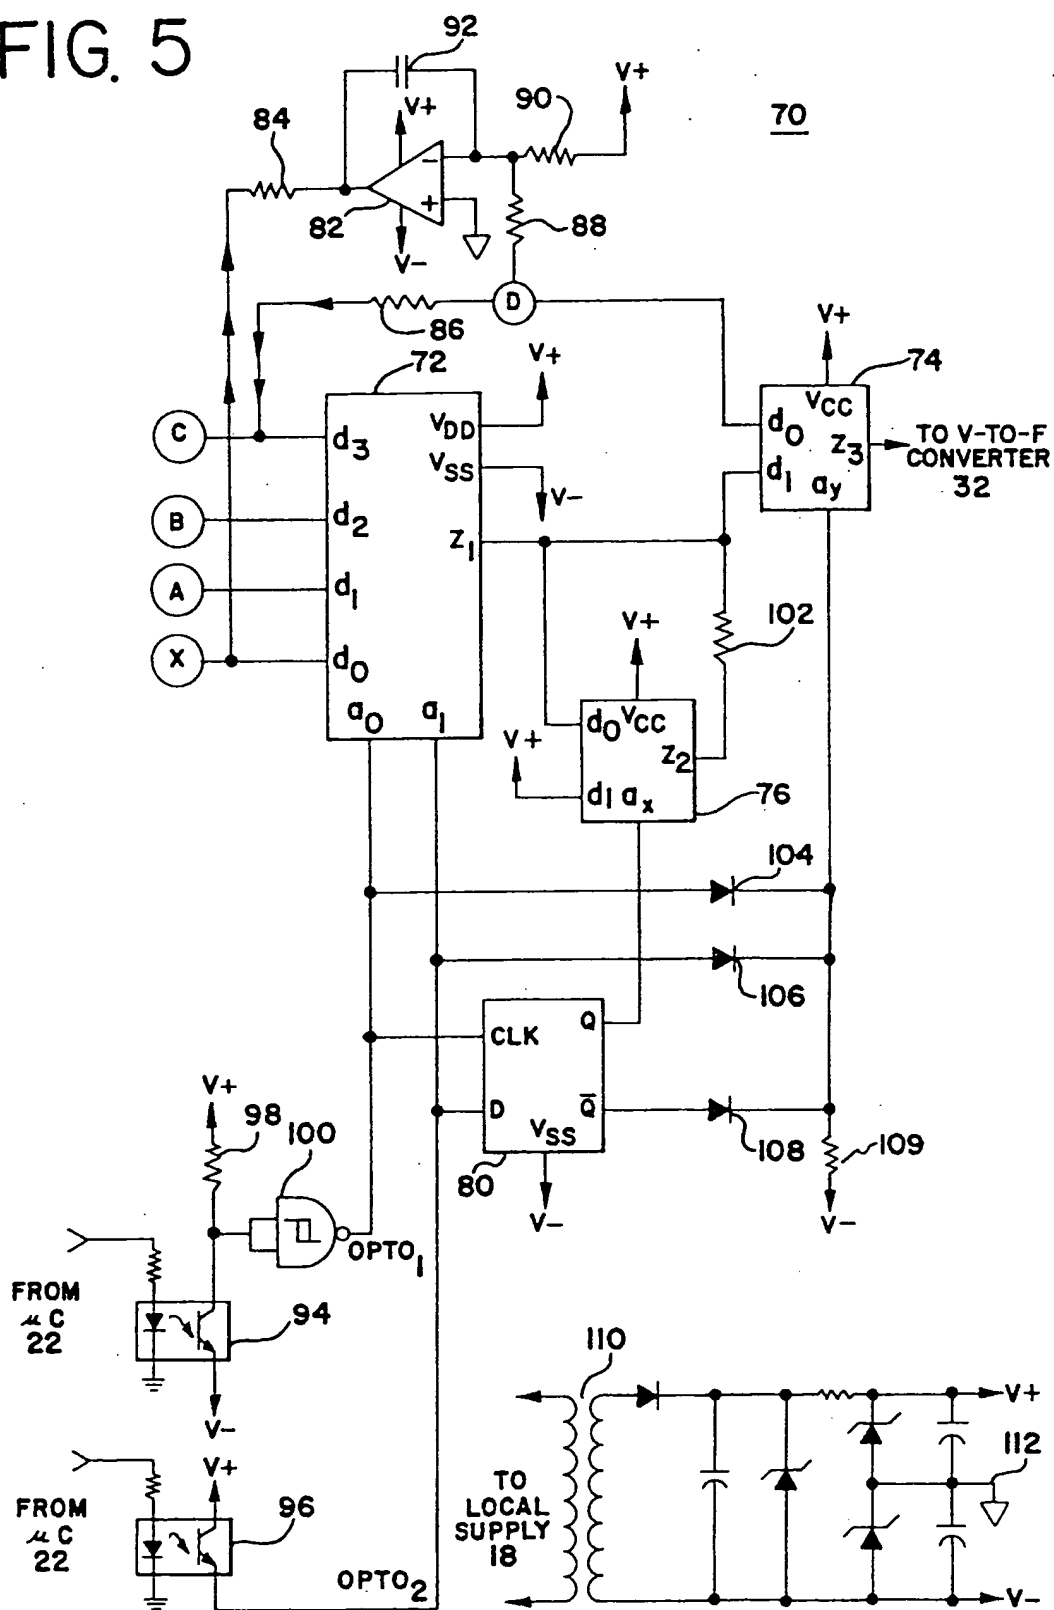 FIG. 5
92
V+
90
70
84
V+
−
+
82
88
V−
D
86
V+
72
V+
74
C
d3
VDD
VCC
d0
VSS
Z3
TO V-TO-F
CONVERTER
32
d1
ay
V−
B
d2
Z1
A
d1
102
V+
X
d0
a0
a1
d0
VCC
V+
Z2
d1
ax
76
104
106
CLK
Q
V+
98
D
Q̅
100
VSS
108
109
80
V−
V−
OPTO1
FROM
μC
22
94
110
V−
V+
V+
112
TO
LOCAL
SUPPLY
18
FROM
μC
22
96
OPTO2
V−